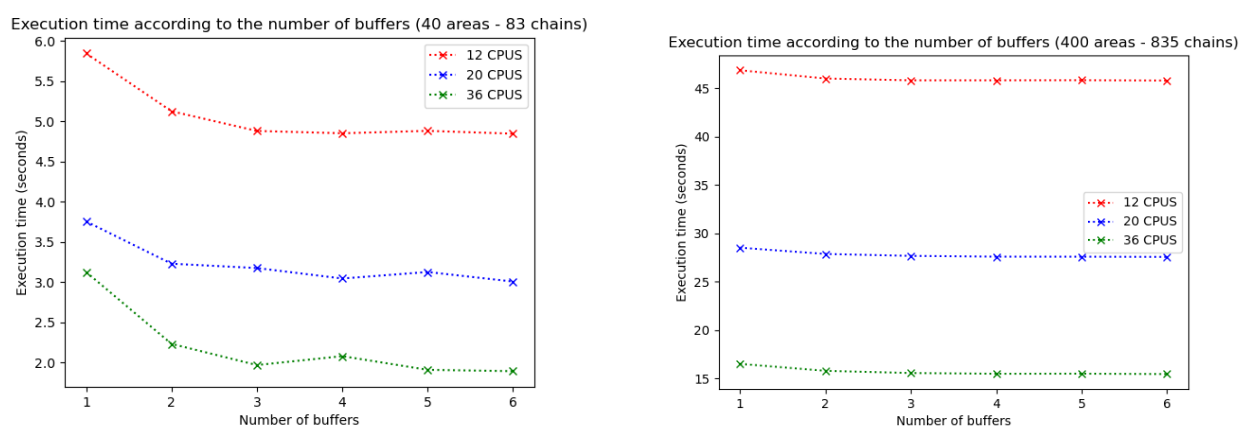 Execution time according to the number of buffers (40 areas - 83 chains)
6.0
5.5
5.0
4.5
4.0
3.5
3.0
2.5
2.0
Execution time (seconds)
12 CPUS
20 CPUS
36 CPUS
1 2 3 4 5 6
Number of buffers
Execution time according to the number of buffers (400 areas - 835 chains)
45
40
35
30
25
20
15
Execution time (seconds)
12 CPUS
20 CPUS
36 CPUS
1 2 3 4 5 6
Number of buffers